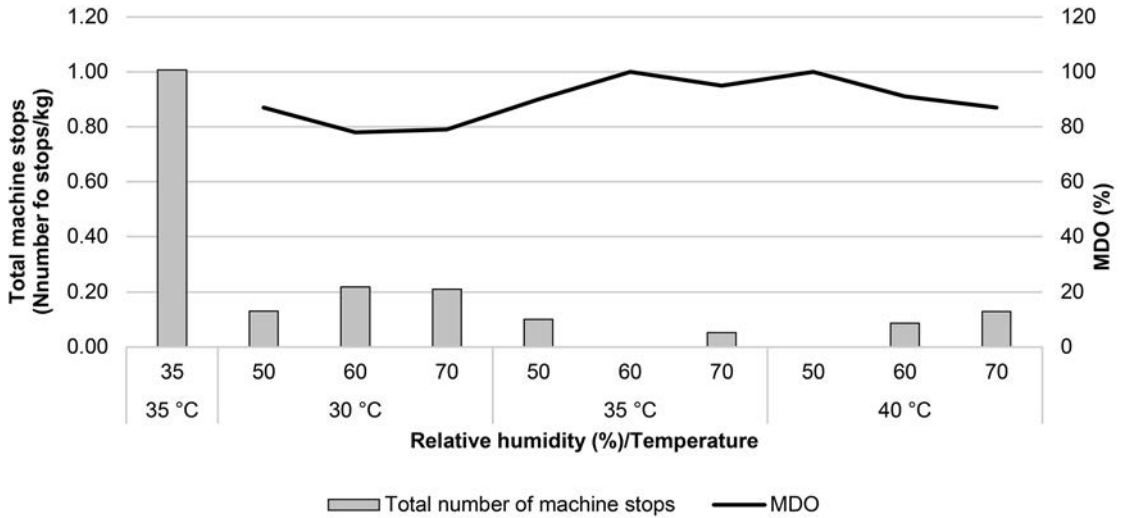 Total machine stops
(Nnumber fo stops/kg)
1.20
1.00
0.80
0.60
0.40
0.20
0.00
120
100
80
60
40
20
0
MDO (%)
35 50 60 70 50 60 70 50 60 70
35 °C 30 °C 35 °C 40 °C
Relative humidity (%)/Temperature
Total number of machine stops MDO